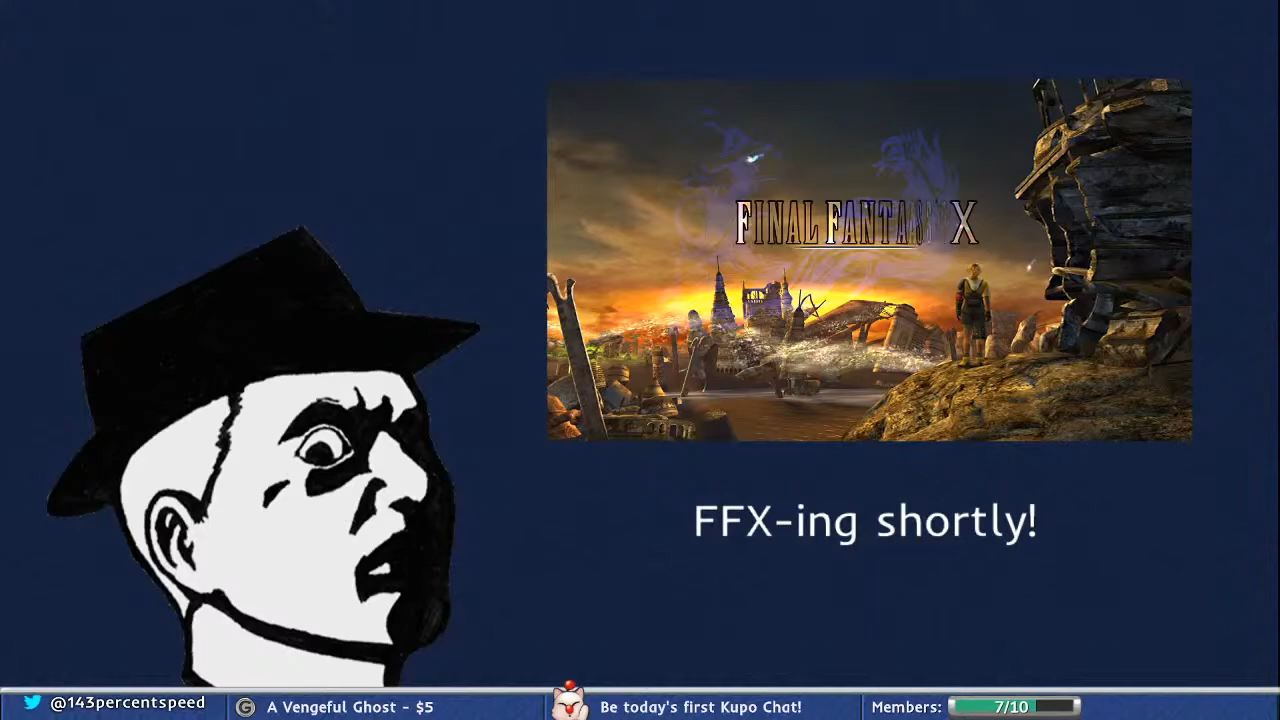 FINAL FANTASY X
FFX-ing shortly!
@143percentspeed
A Vengeful Ghost - $5
Be today's first Kupo Chat!
Members: 7/10